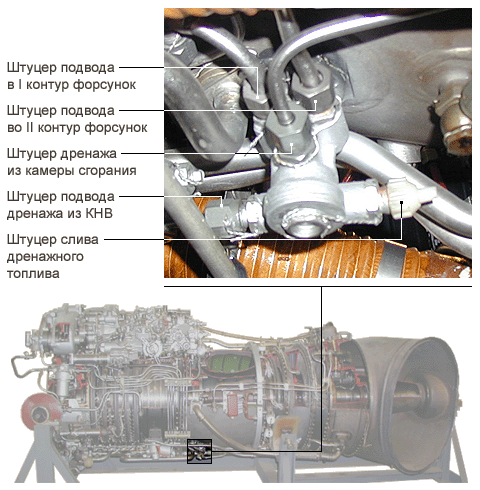 Штуцер подвода
в I контур форсунок
Штуцер подвода
во II контур форсунок
Штуцер дренажа
из камеры сгорания
Штуцер подвода
дренажа из КНВ
Штуцер слива
дренажного
топлива